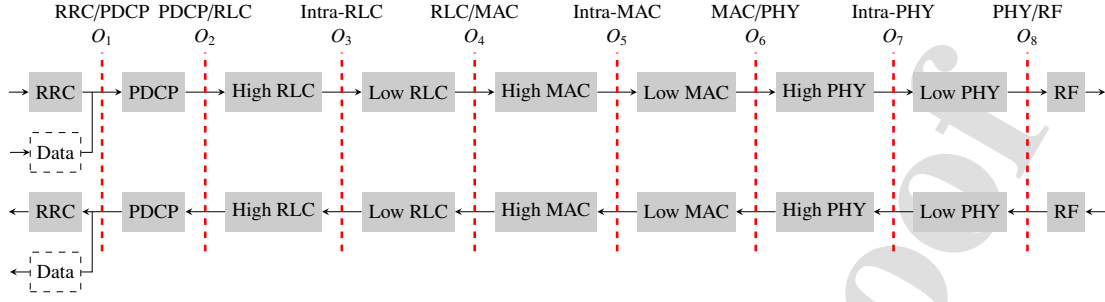 RRC/PDCP PDCP/RLC Intra-RLC RLC/MAC Intra-MAC MAC/PHY Intra-PHY PHY/RF
O1 O2 O3 O4 O5 O6 O7 O8
RRC PDCP High RLC Low RLC High MAC Low MAC High PHY Low PHY RF
Data
RRC PDCP High RLC Low RLC High MAC Low MAC High PHY Low PHY RF
Data
oof